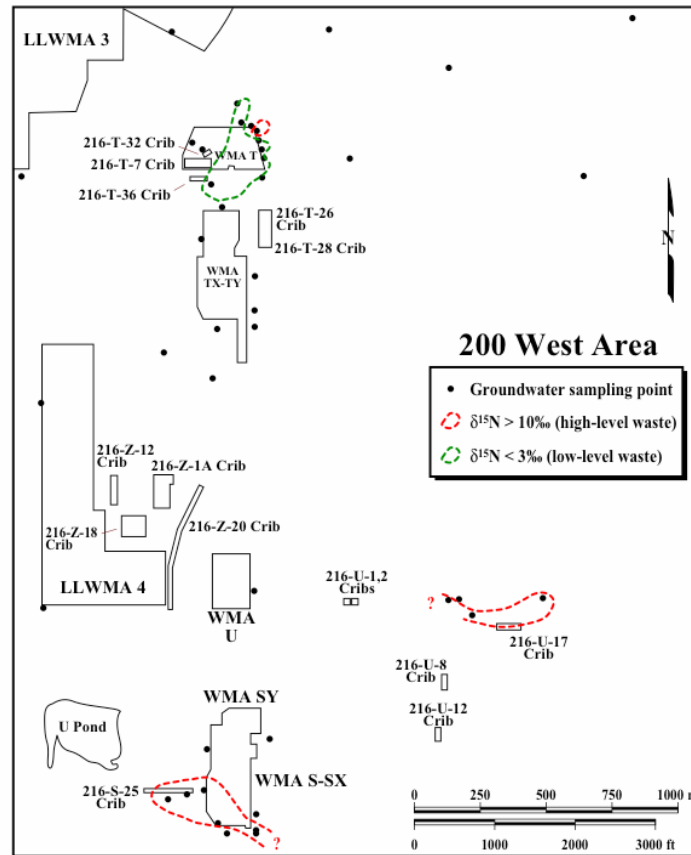 LLWMA 3
216-T-32 Crib
WMA T
216-T-7 Crib
216-T-36 Crib
216-T-26
Crib
216-T-28 Crib
WMA
TX-TY
N
200 West Area
Groundwater sampling point
δ¹⁵N > 10‰ (high-level waste)
δ¹⁵N < 3‰ (low-level waste)
216-Z-12
Crib
216-Z-1A Crib
216-Z-18
Crib
216-Z-20 Crib
LLWMA 4
WMA
U
216-U-1,2
Cribs
?
216-U-17
Crib
216-U-8
Crib
216-U-12
Crib
U Pond
WMA SY
WMA S-SX
216-S-25
Crib
?
0 250 500 750 1000 m
0 1000 2000 3000 ft